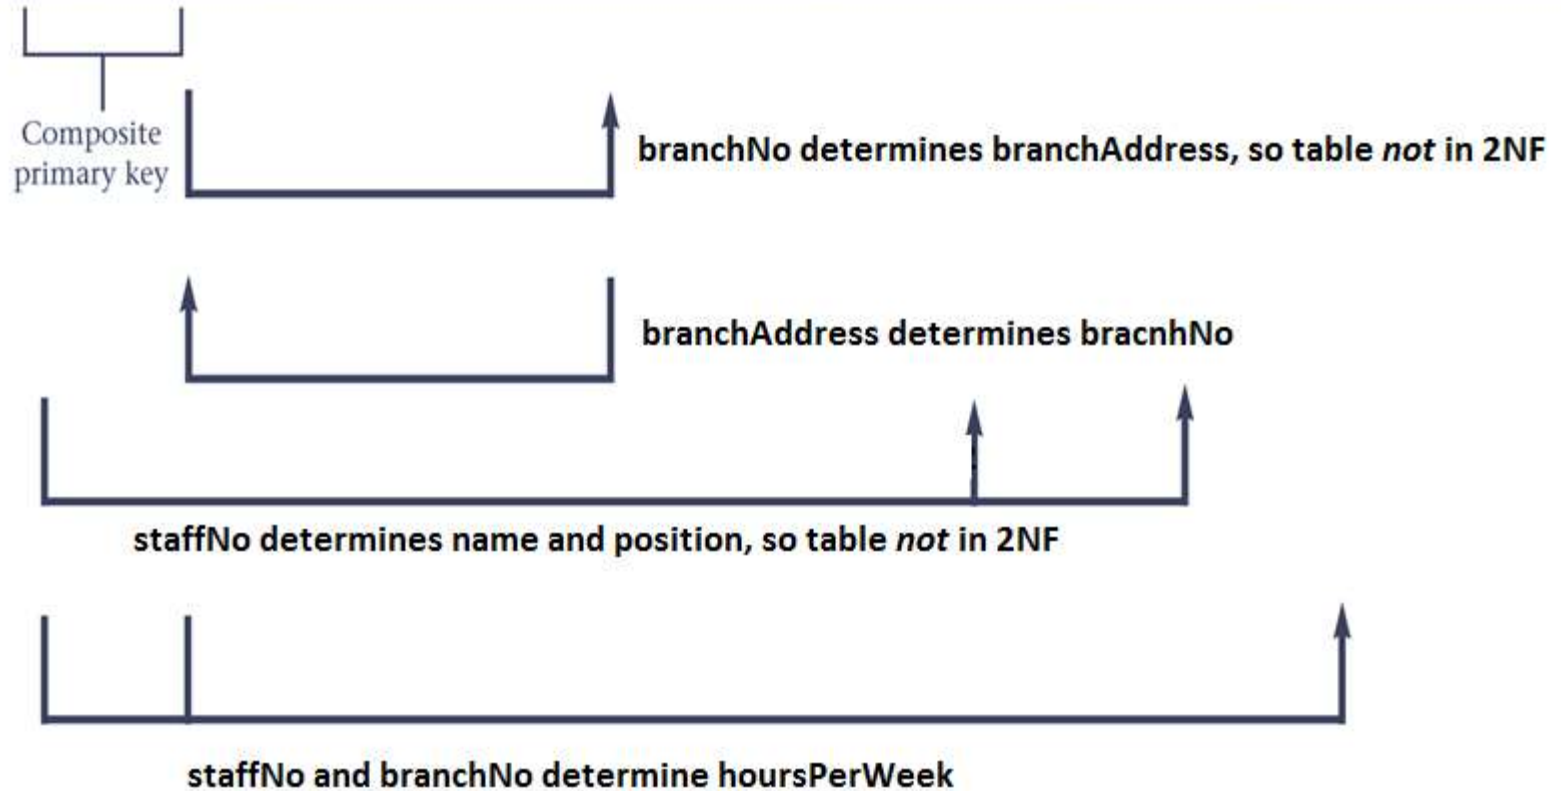 Composite
primary key
branchNo determines branchAddress, so table not in 2NF
branchAddress determines bracnhNo
staffNo determines name and position, so table not in 2NF
staffNo and branchNo determine hoursPerWeek